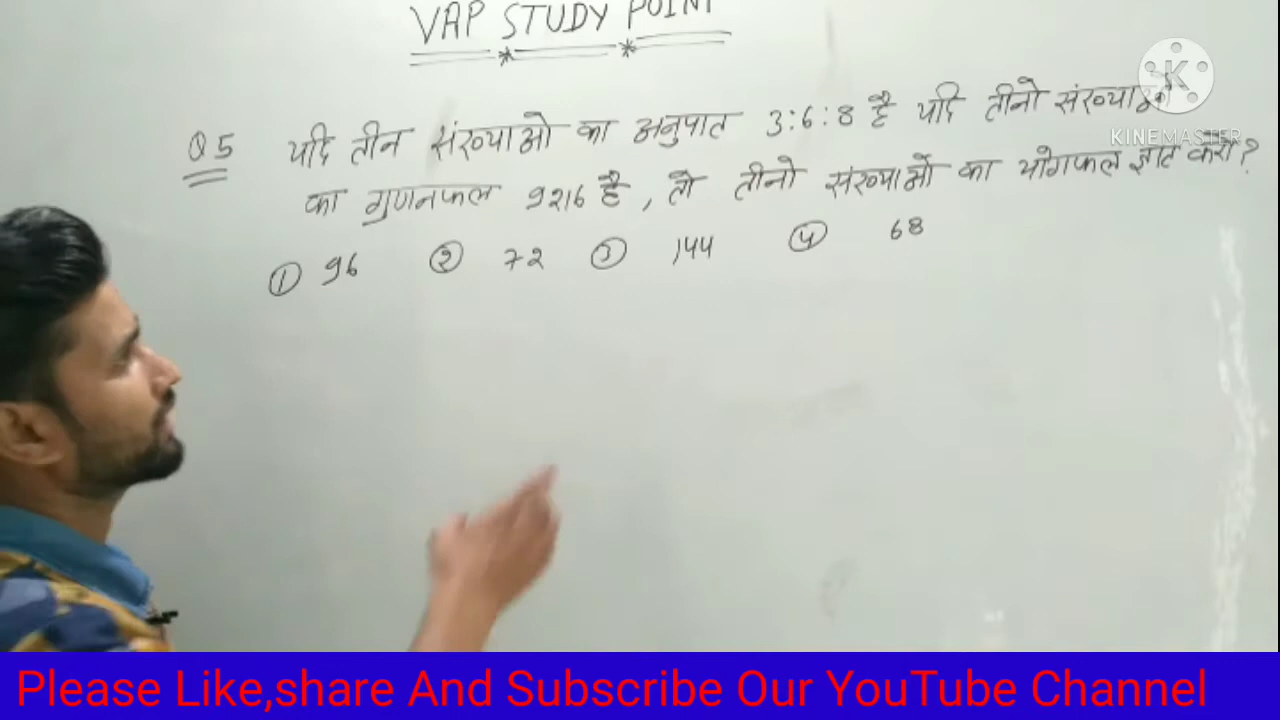 VAP STUDY POINT
Q 5 यदि तीन संख्याओ का अनुपात 3:6:8 है यदि तीनो संख्याओ
का गुणनफल 9216 है, तो तीनो संख्याओं का योगफल ज्ञात करो?
① 96 ② 72 ③ 144 ④ 68
K
KINEMASTER
Please Like,share And Subscribe Our YouTube Channel